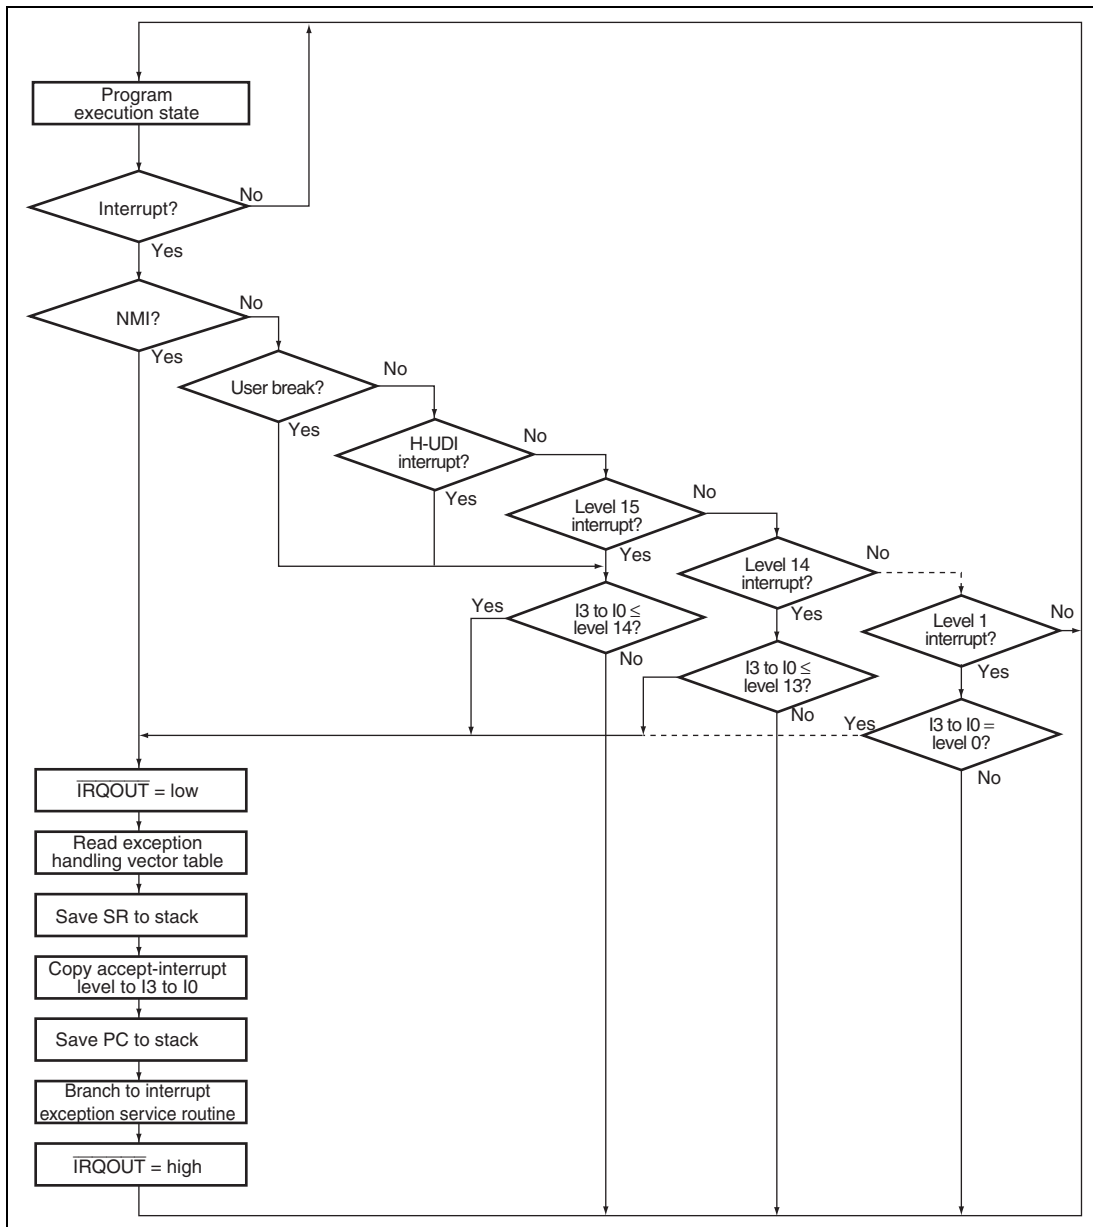 Program
execution state
No
Interrupt?
Yes
No
NMI?
Yes
No
User break?
Yes
No
H-UDI
interrupt?
Yes
No
Level 15
interrupt?
Yes
No
Level 14
interrupt?
Yes
No
Level 1
interrupt?
Yes
Yes
I3 to I0 ≤
level 14?
No
I3 to I0 ≤
level 13?
No
Yes
I3 to I0 =
level 0?
No
IRQOUT = low
Read exception
handling vector table
Save SR to stack
Copy accept-interrupt
level to I3 to I0
Save PC to stack
Branch to interrupt
exception service routine
IRQOUT = high